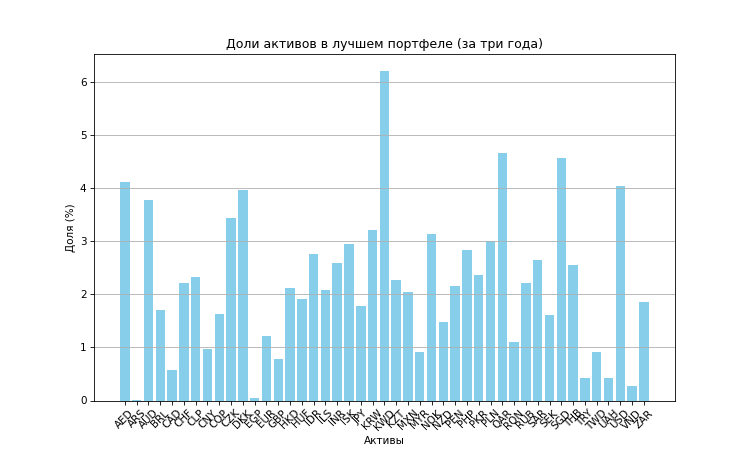 Доли активов в лучшем портфеле (за три года)
Доля (%)
6
5
4
3
2
1
0
AED ARS AUD BRL CAD CHF CLP CNY COP CZK DKK EGP EUR GBP HKD HUF IDR ILS INR ISK JPY KRW KWD KZT MXN MYR NOK NZD PEN PHP PKR PLN QAR RON RUB SAR SEK SGD THB TRY TWD UAH USD VND ZAR
Активы